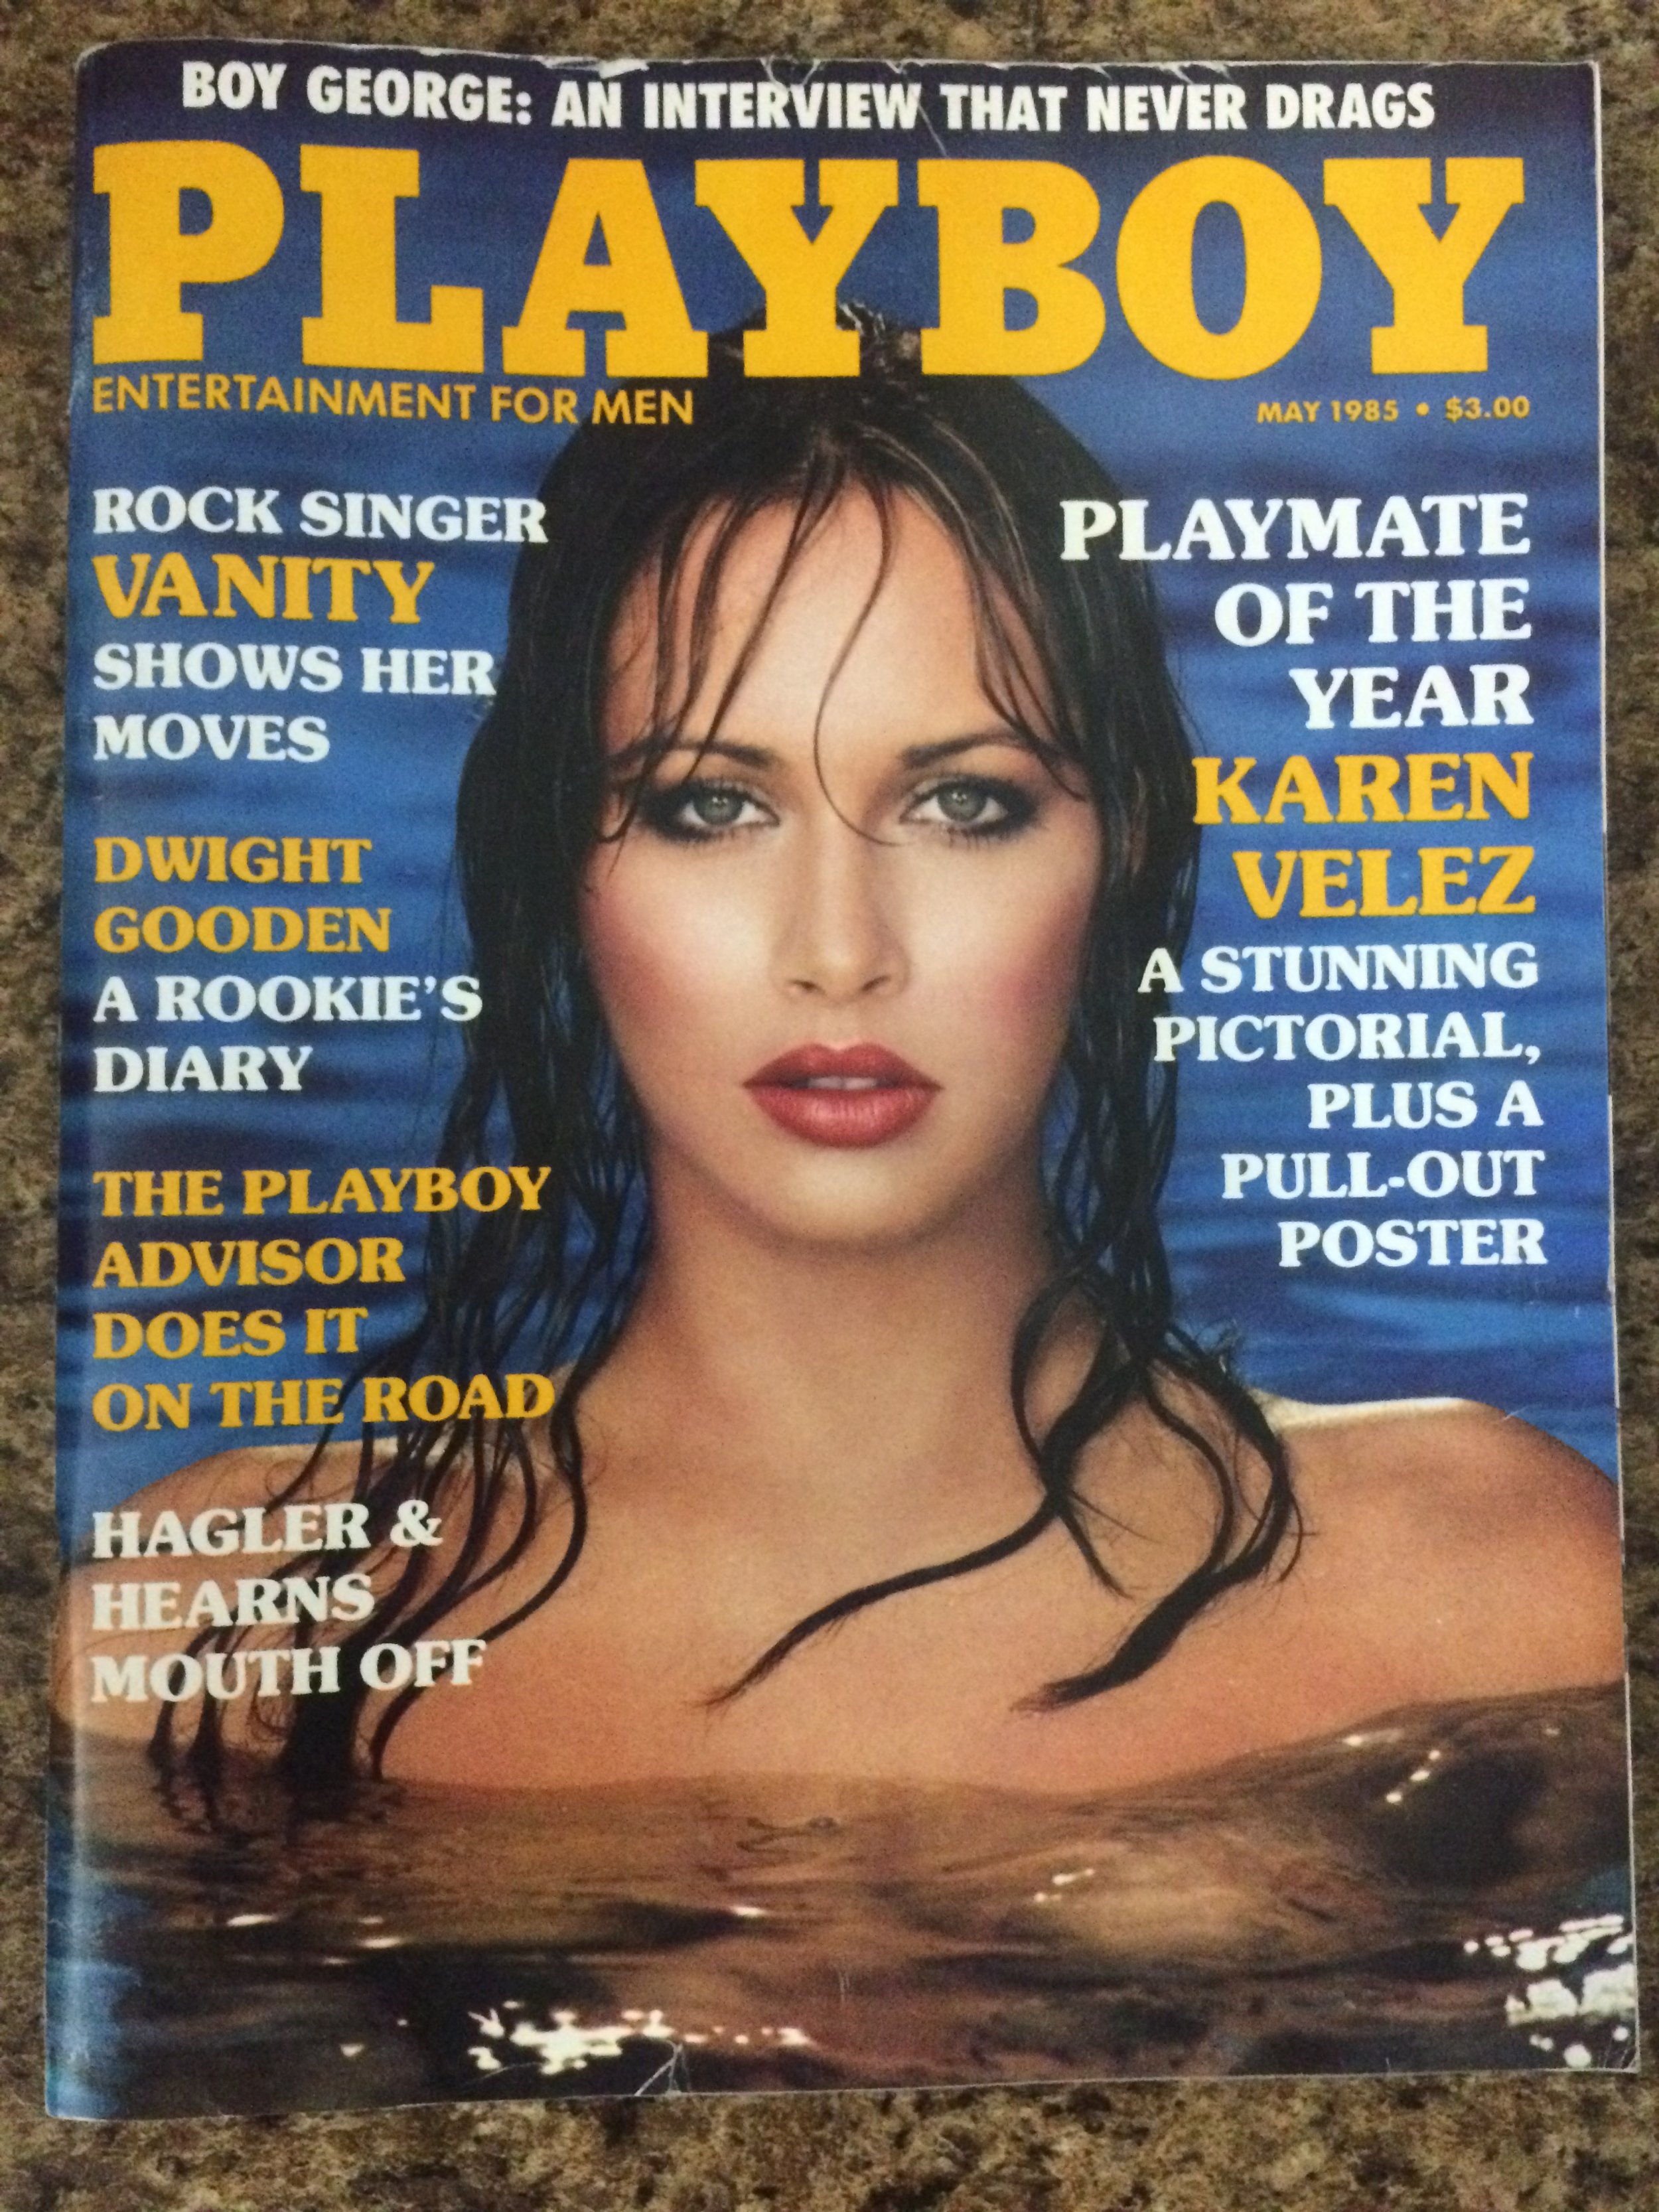 BOY GEORGE: AN INTERVIEW THAT NEVER DRAGS
PLAYBOY
ENTERTAINMENT FOR MEN
MAY 1985 • $3.00
ROCK SINGER
VANITY
SHOWS HER
MOVES
DWIGHT
GOODEN
A ROOKIE'S
DIARY
THE PLAYBOY
ADVISOR
DOES IT
ON THE ROAD
HAGLER &
HEARNS
MOUTH OFF
PLAYMATE
OF THE
YEAR
KAREN
VELEZ
A STUNNING
PICTORIAL,
PLUS A
PULL-OUT
POSTER